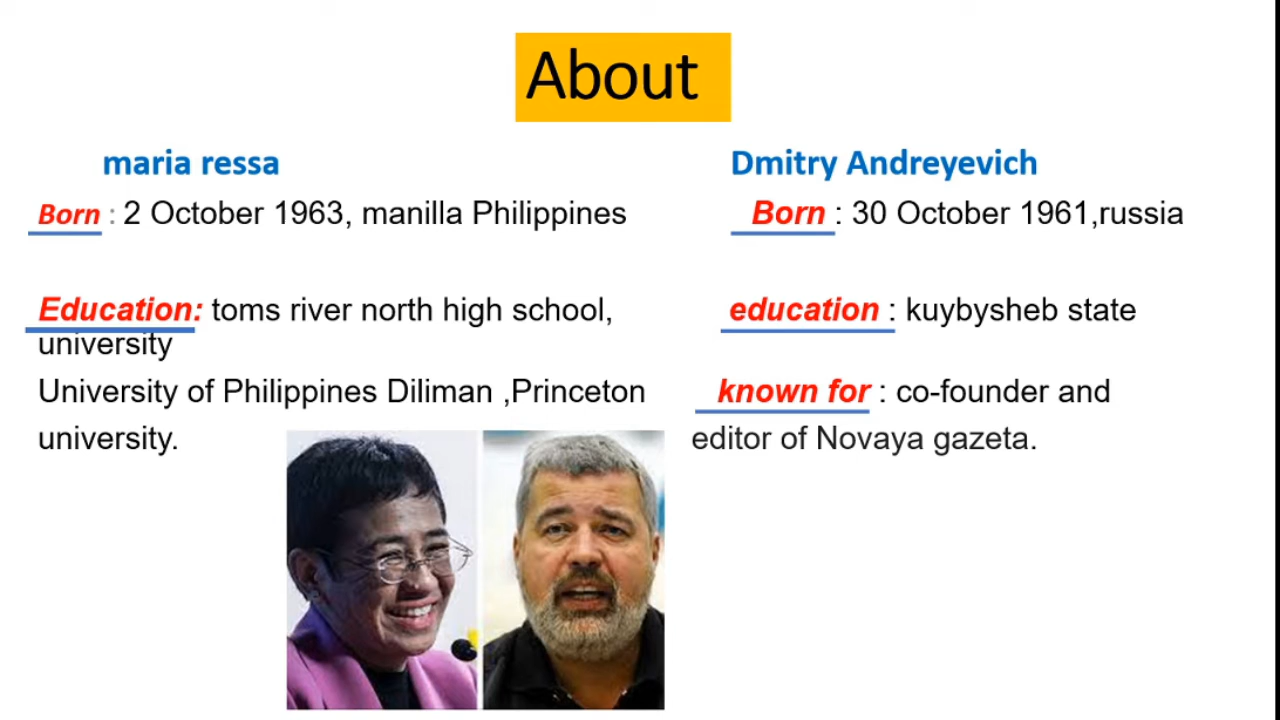 About
maria ressa
Born : 2 October 1963, manilla Philippines
Education: toms river north high school,
university
University of Philippines Diliman ,Princeton
university.
Dmitry Andreyevich
Born : 30 October 1961,russia
education : kuybysheb state
known for : co-founder and
editor of Novaya gazeta.